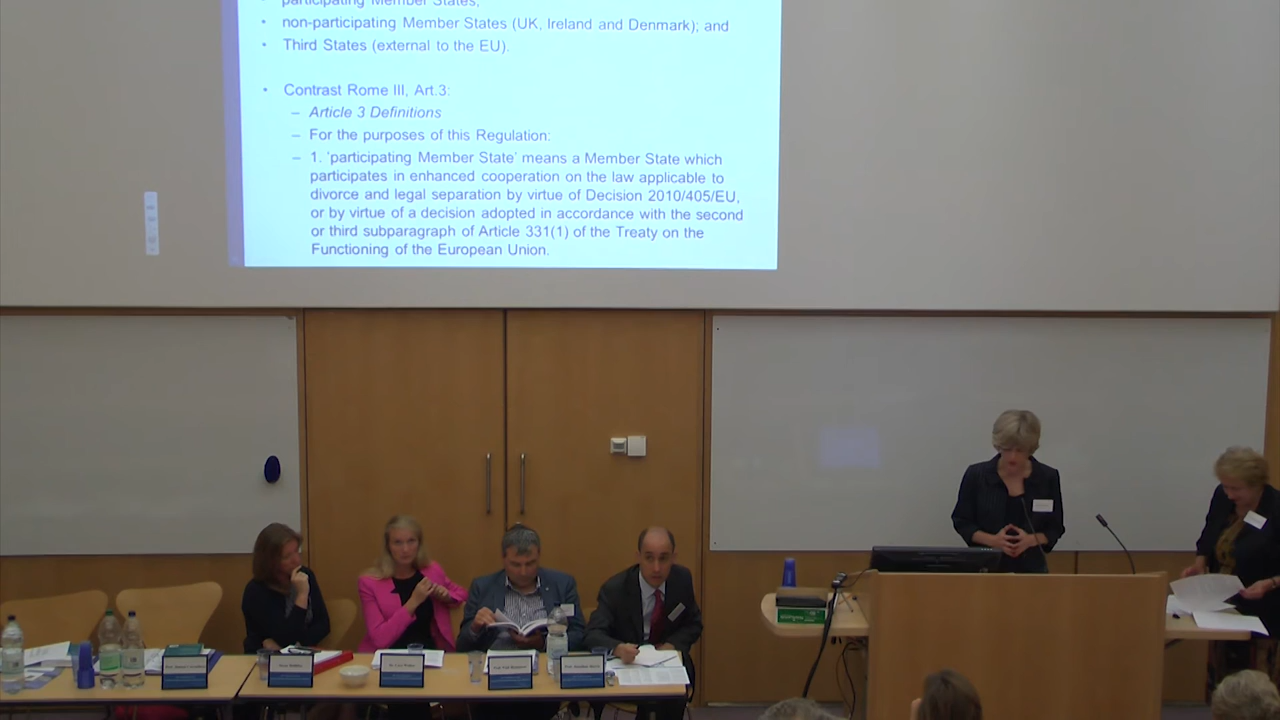 participating Member States;
• non-participating Member States (UK, Ireland and Denmark); and
• Third States (external to the EU).
• Contrast Rome III, Art.3:
– Article 3 Definitions
– For the purposes of this Regulation:
– 1. 'participating Member State' means a Member State which
participates in enhanced cooperation on the law applicable to
divorce and legal separation by virtue of Decision 2010/405/EU,
or by virtue of a decision adopted in accordance with the second
or third subparagraph of Article 331(1) of the Treaty on the
Functioning of the European Union.